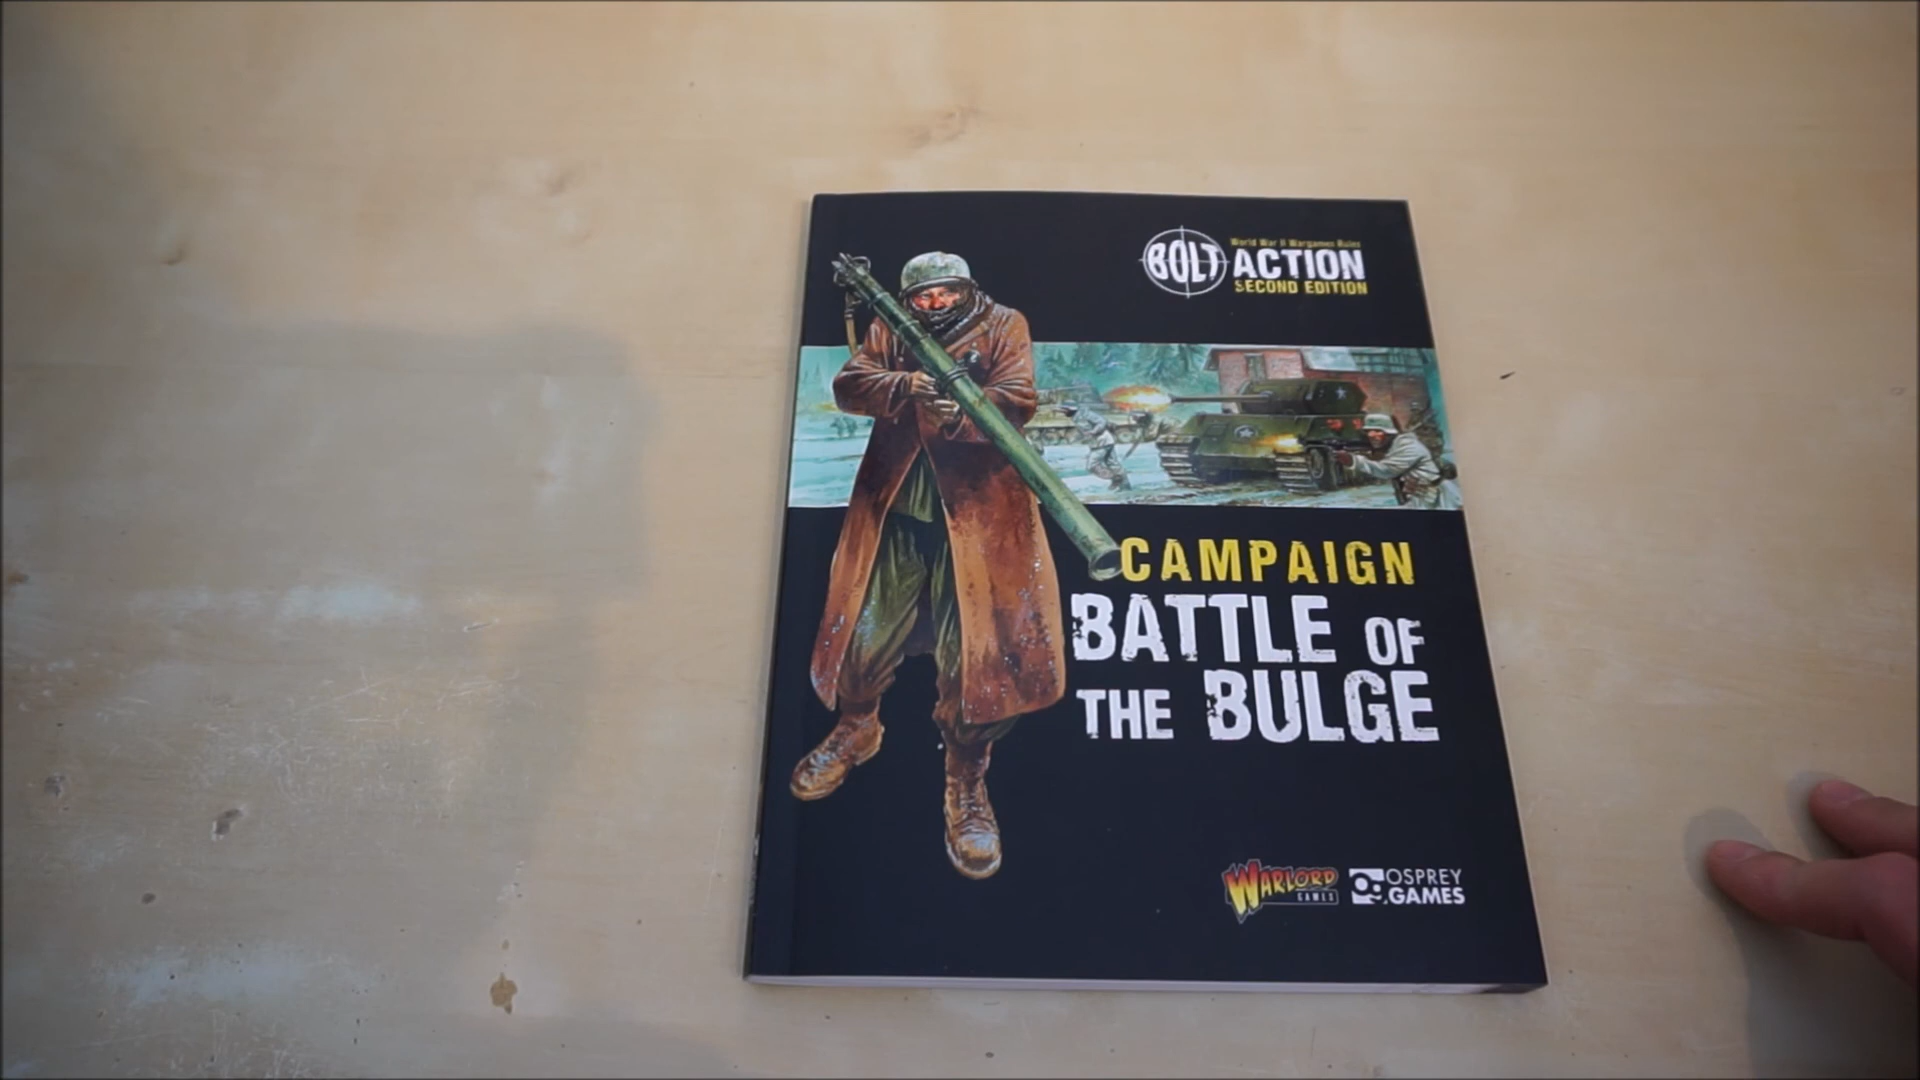 World War II Wargames Rules
BOLT ACTION
SECOND EDITION
CAMPAIGN
BATTLE OF
THE BULGE
WARLORD
GAMES
OSPREY
GAMES